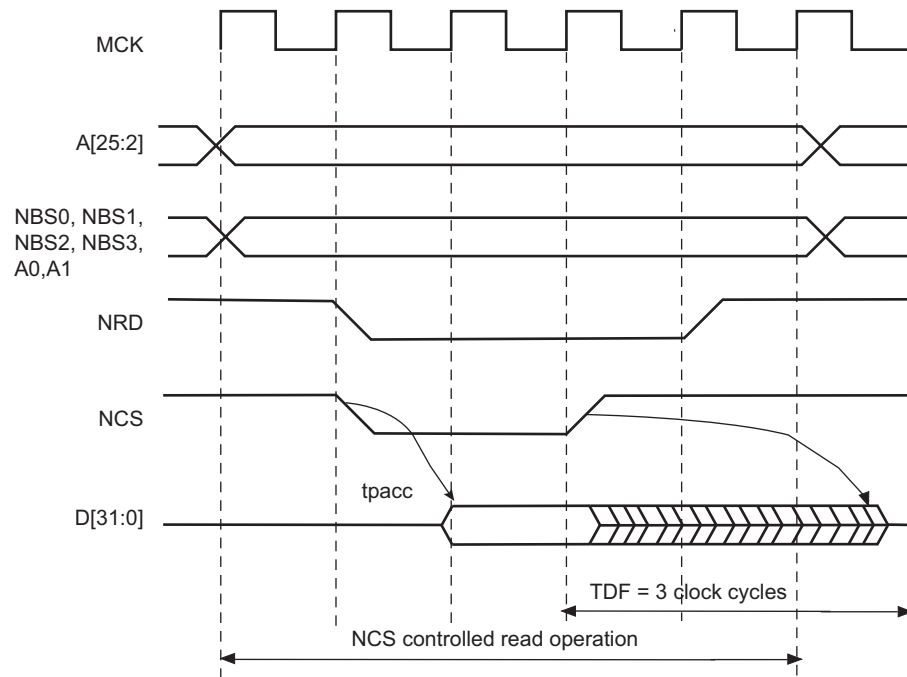 MCK
A[25:2]
NBS0, NBS1,
NBS2, NBS3,
A0,A1
NRD
NCS
tpacc
D[31:0]
TDF = 3 clock cycles
NCS controlled read operation